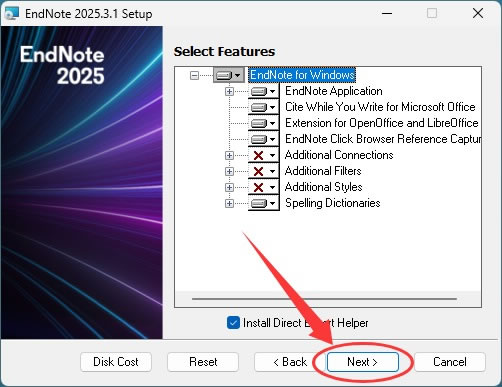 EndNote 2025.3.1 Setup
EndNote
2025
Select Features
EndNote for Windows
EndNote Application
Cite While You Write for Microsoft Office
Extension for OpenOffice and LibreOffice
EndNote Click Browser Reference Captur
Additional Connections
Additional Filters
Additional Styles
Spelling Dictionaries
Install Direct Helper
Disk Cost
Reset
< Back
Next >
Cancel